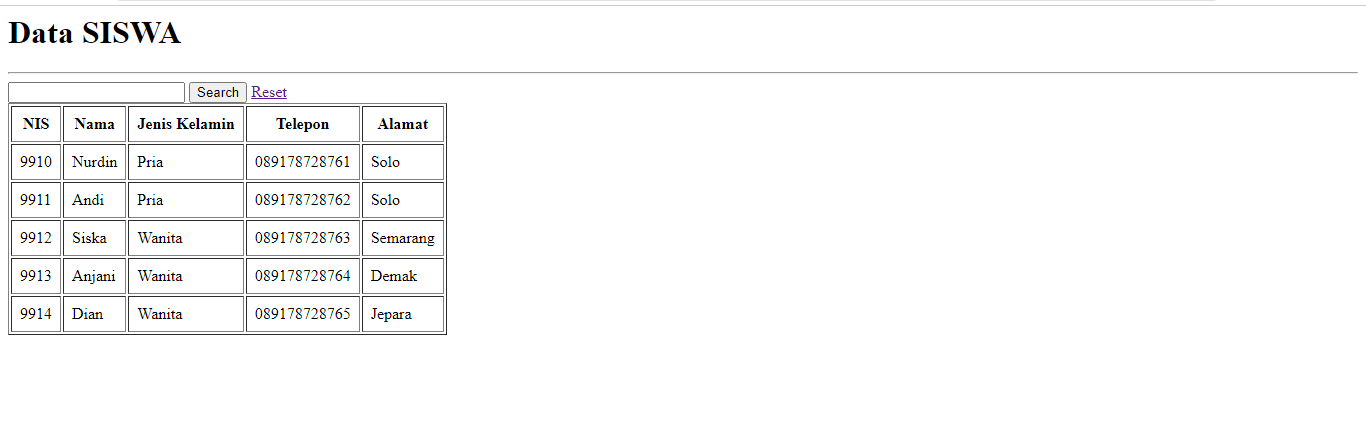 Data SISWA
Search Reset
NIS Nama Jenis Kelamin Telepon Alamat
9910 Nurdin Pria 089178728761 Solo
9911 Andi Pria 089178728762 Solo
9912 Siska Wanita 089178728763 Semarang
9913 Anjani Wanita 089178728764 Demak
9914 Dian Wanita 089178728765 Jepara